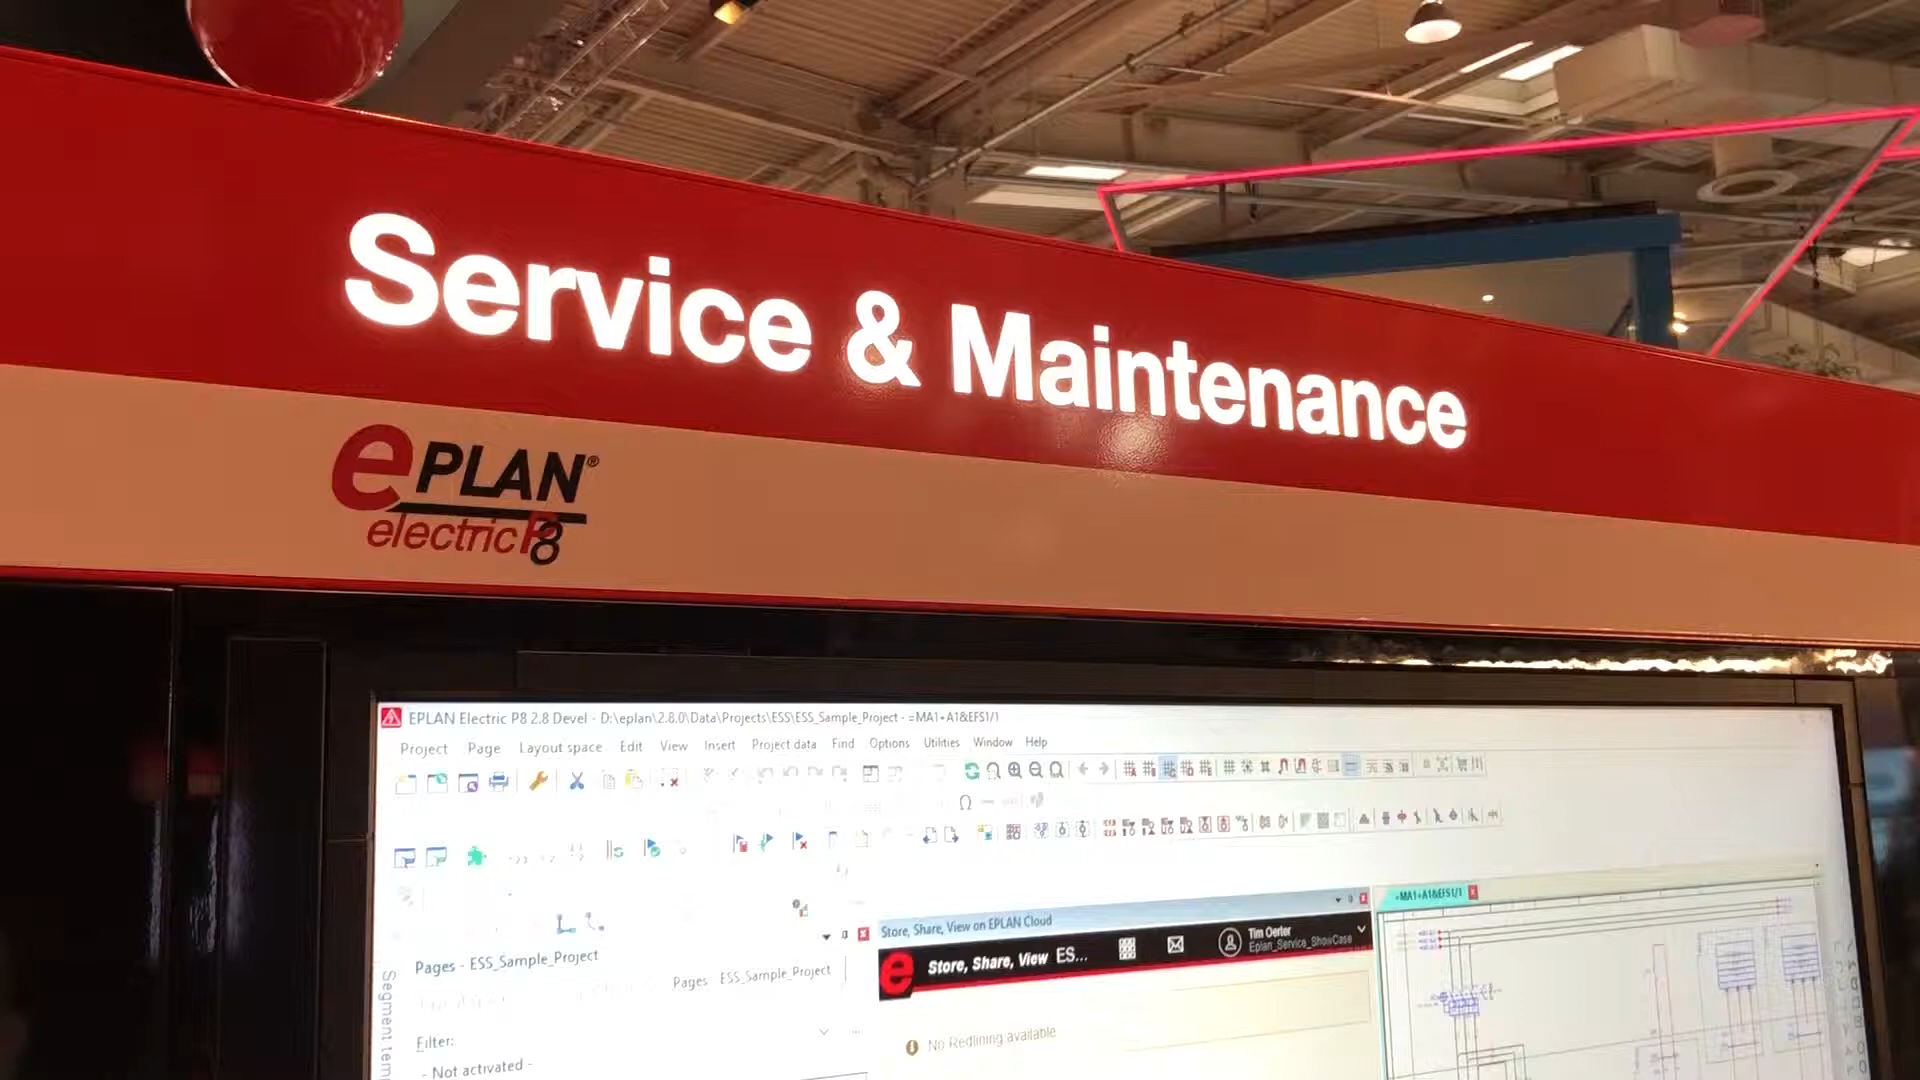 Service & Maintenance
ePLAN®
electric P8
EPLAN Electric P8 2.8 Devel - D:\eplan\2.8.0\Data\Projects\ESS\ESS_Sample_Project - =MA1+A1&EFS1/1
Project Page Layout space Edit View Insert Project data Find Options Utilities Window Help
Store, Share, View on EPLAN Cloud
=MA1+A1&EFS1/1
e Store, Share, View ES...
Tim Oerler
Eplan_Service_ShowCase
Pages - ESS_Sample_Project
Pages ESS_Sample_Project
No Redlining available
Filter:
- Not activated -